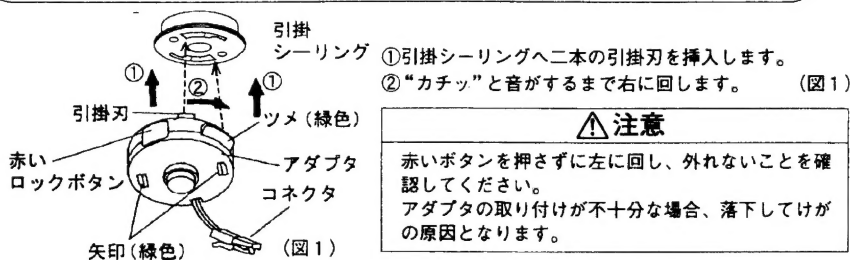 引掛
シーリング
①引掛シーリングへ二本の引掛刃を挿入します。
②“カチッ”と音がするまで右に回します。 （図1）
①
②
①
引掛刃
ツメ（緑色）
赤い
ロックボタン
アダプタ
コネクタ
矢印（緑色）
（図1）
⚠注意
赤いボタンを押さずに左に回し、外れないことを確
認してください。
アダプタの取り付けが不十分な場合、落下してけが
の原因となります。